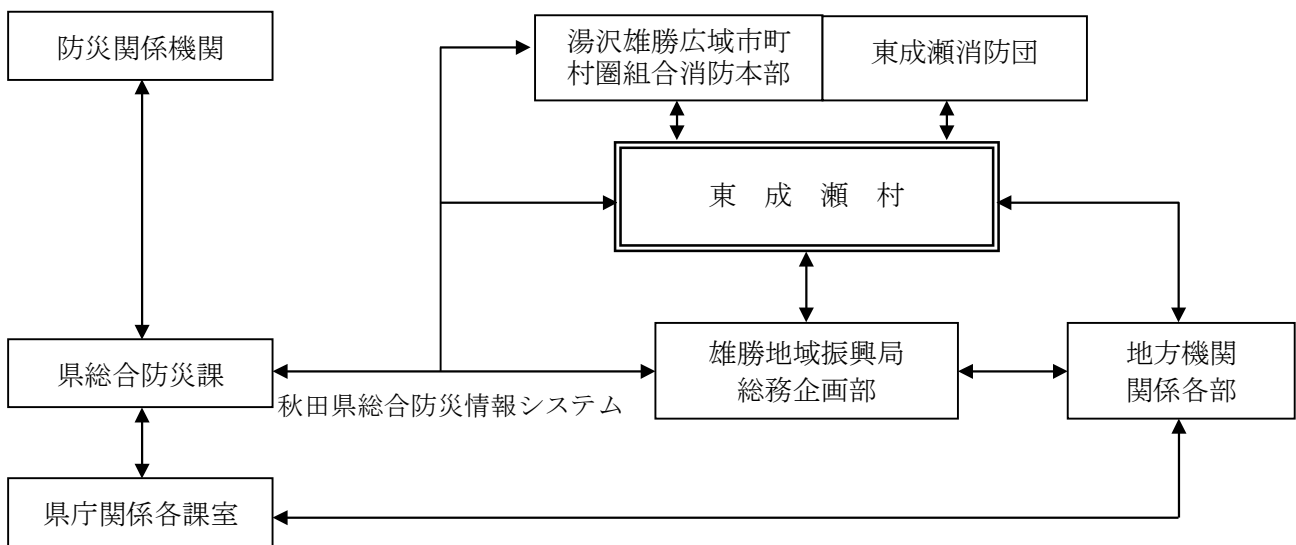 防災関係機関
湯沢雄勝広域市町
村圏組合消防本部
東成瀬消防団
東　成　瀬　村
県総合防災課
秋田県総合防災情報システム
雄勝地域振興局
総務企画部
地方機関
関係各部
県庁関係各課室